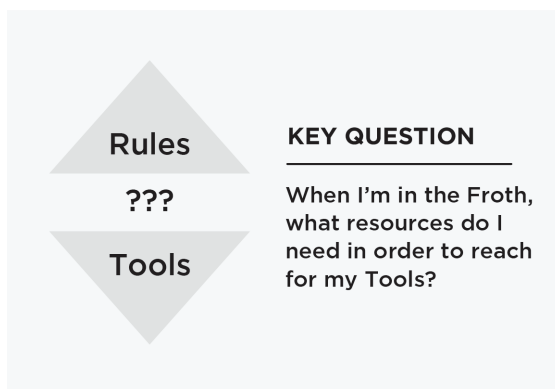 Rules
???
Tools
KEY QUESTION
When I'm in the Froth,
what resources do I
need in order to reach
for my Tools?